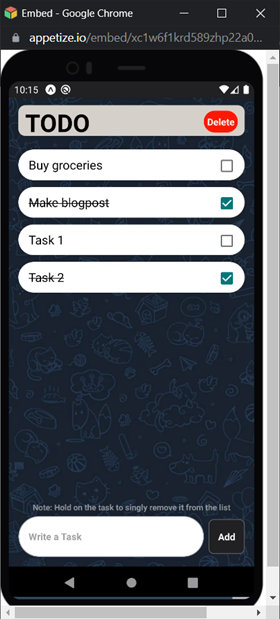 Embed - Google Chrome
appetize.io/embed/xc1w6f1krd589zhp22a0...
10:15
TODO
Delete
Buy groceries
Make blogpost
Task 1
Task 2
Note: Hold on the task to singly remove it from the list
Write a Task
Add